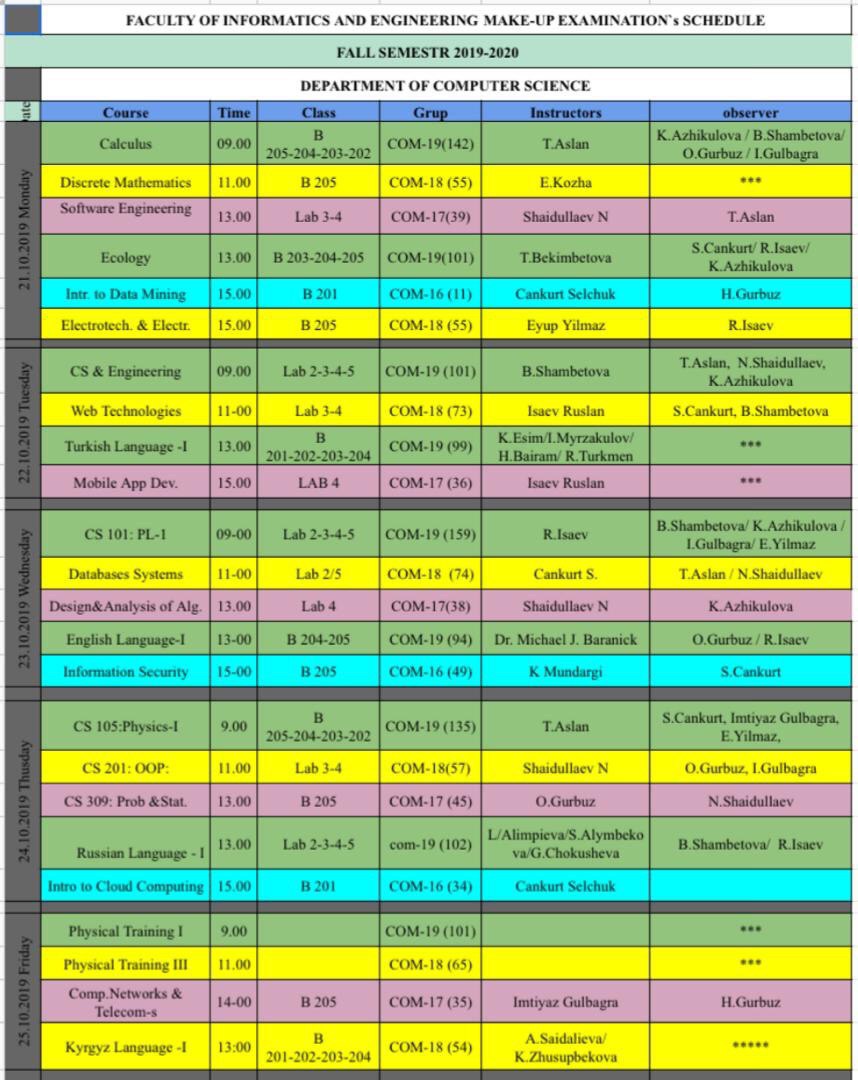 FACULTY OF INFORMATICS AND ENGINEERING MAKE-UP EXAMINATION`s SCHEDULE
FALL SEMESTR 2019-2020
DEPARTMENT OF COMPUTER SCIENCE
ate Course Time Class Grup Instructors observer
21.10.2019 Monday
Calculus 09.00 B 205-204-203-202 COM-19(142) T.Aslan K.Azhikulova / B.Shambetova/ O.Gurbuz / I.Gulbagra
Discrete Mathematics 11.00 B 205 COM-18 (55) E.Kozha ***
Software Engineering 13.00 Lab 3-4 COM-17(39) Shaidullaev N T.Aslan
Ecology 13.00 B 203-204-205 COM-19(101) T.Bekimbetova S.Cankurt/ R.Isaev/ K.Azhikulova
Intr. to Data Mining 15.00 B 201 COM-16 (11) Cankurt Selchuk H.Gurbuz
Electrotech. & Electr. 15.00 B 205 COM-18 (55) Eyup Yilmaz R.Isaev
22.10.2019 Tuesday
CS & Engineering 09.00 Lab 2-3-4-5 COM-19 (101) B.Shambetova T.Aslan, N.Shaidullaev, K.Azhikulova
Web Technologies 11-00 Lab 3-4 COM-18 (73) Isaev Ruslan S.Cankurt, B.Shambetova
Turkish Language -I 13.00 B 201-202-203-204 COM-19 (99) K.Esim/I.Myrzakulov/ H.Bairam/ R.Turkmen ***
Mobile App Dev. 15.00 LAB 4 COM-17 (36) Isaev Ruslan ***
23.10.2019 Wednesday
CS 101: PL-1 09-00 Lab 2-3-4-5 COM-19 (159) R.Isaev B.Shambetova/ K.Azhikulova / I.Gulbagra/ E.Yilmaz
Databases Systems 11-00 Lab 2/5 COM-18 (74) Cankurt S. T.Aslan / N.Shaidullaev
Design&Analysis of Alg. 13.00 Lab 4 COM-17(38) Shaidullaev N K.Azhikulova
English Language-I 13-00 B 204-205 COM-19 (94) Dr. Michael J. Baranick O.Gurbuz / R.Isaev
Information Security 15-00 B 205 COM-16 (49) K Mundargi S.Cankurt
24.10.2019 Thusday
CS 105:Physics-I 9.00 B 205-204-203-202 COM-19 (135) T.Aslan S.Cankurt, Imtiyaz Gulbagra, E.Yilmaz,
CS 201: OOP: 11.00 Lab 3-4 COM-18(57) Shaidullaev N O.Gurbuz, I.Gulbagra
CS 309: Prob &Stat. 13.00 B 205 COM-17 (45) O.Gurbuz N.Shaidullaev
Russian Language - I 13.00 Lab 2-3-4-5 com-19 (102) L/Alimpieva/S.Alymbeko va/G.Chokusheva B.Shambetova/ R.Isaev
Intro to Cloud Computing 15.00 B 201 COM-16 (34) Cankurt Selchuk
25.10.2019 Friday
Physical Training I 9.00 COM-19 (101) ***
Physical Training III 11.00 COM-18 (65) ***
Comp.Networks & Telecom-s 14-00 B 205 COM-17 (35) Imtiyaz Gulbagra H.Gurbuz
Kyrgyz Language -I 13:00 B 201-202-203-204 COM-18 (54) A.Saidalieva/ K.Zhusupbekova *****